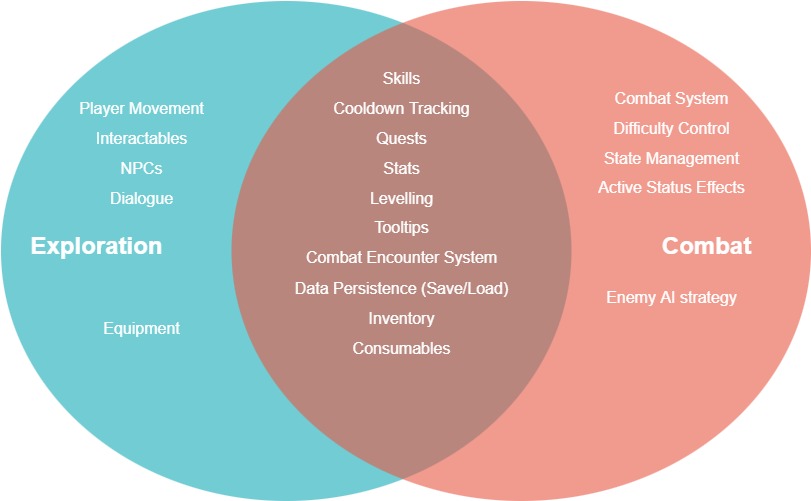 Exploration
Player Movement
Interactables
NPCs
Dialogue
Equipment
Skills
Cooldown Tracking
Quests
Stats
Levelling
Tooltips
Combat Encounter System
Data Persistence (Save/Load)
Inventory
Consumables
Combat
Combat System
Difficulty Control
State Management
Active Status Effects
Enemy AI strategy